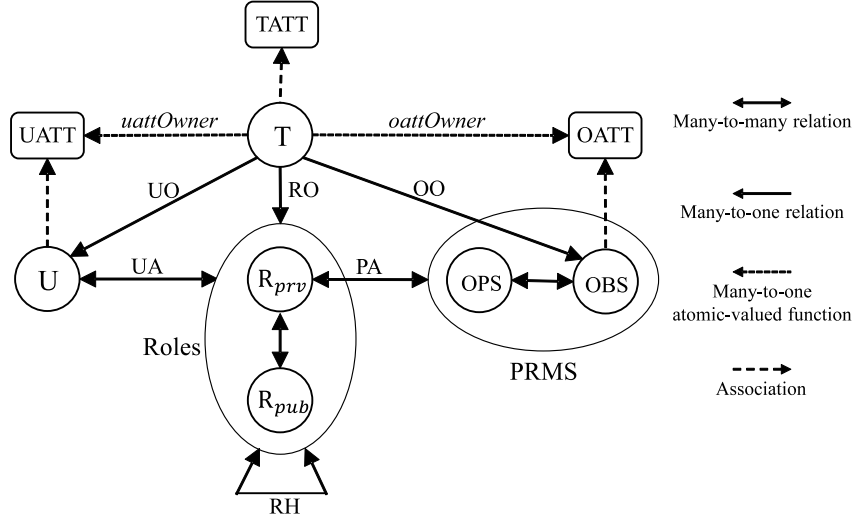 TATT
UATT
uattOwner
T
oattOwner
OATT
Many-to-many relation
UO
RO
OO
Many-to-one relation
U
UA
R_prv
PA
OPS
OBS
Many-to-one
atomic-valued function
Roles
PRMS
R_pub
Association
RH